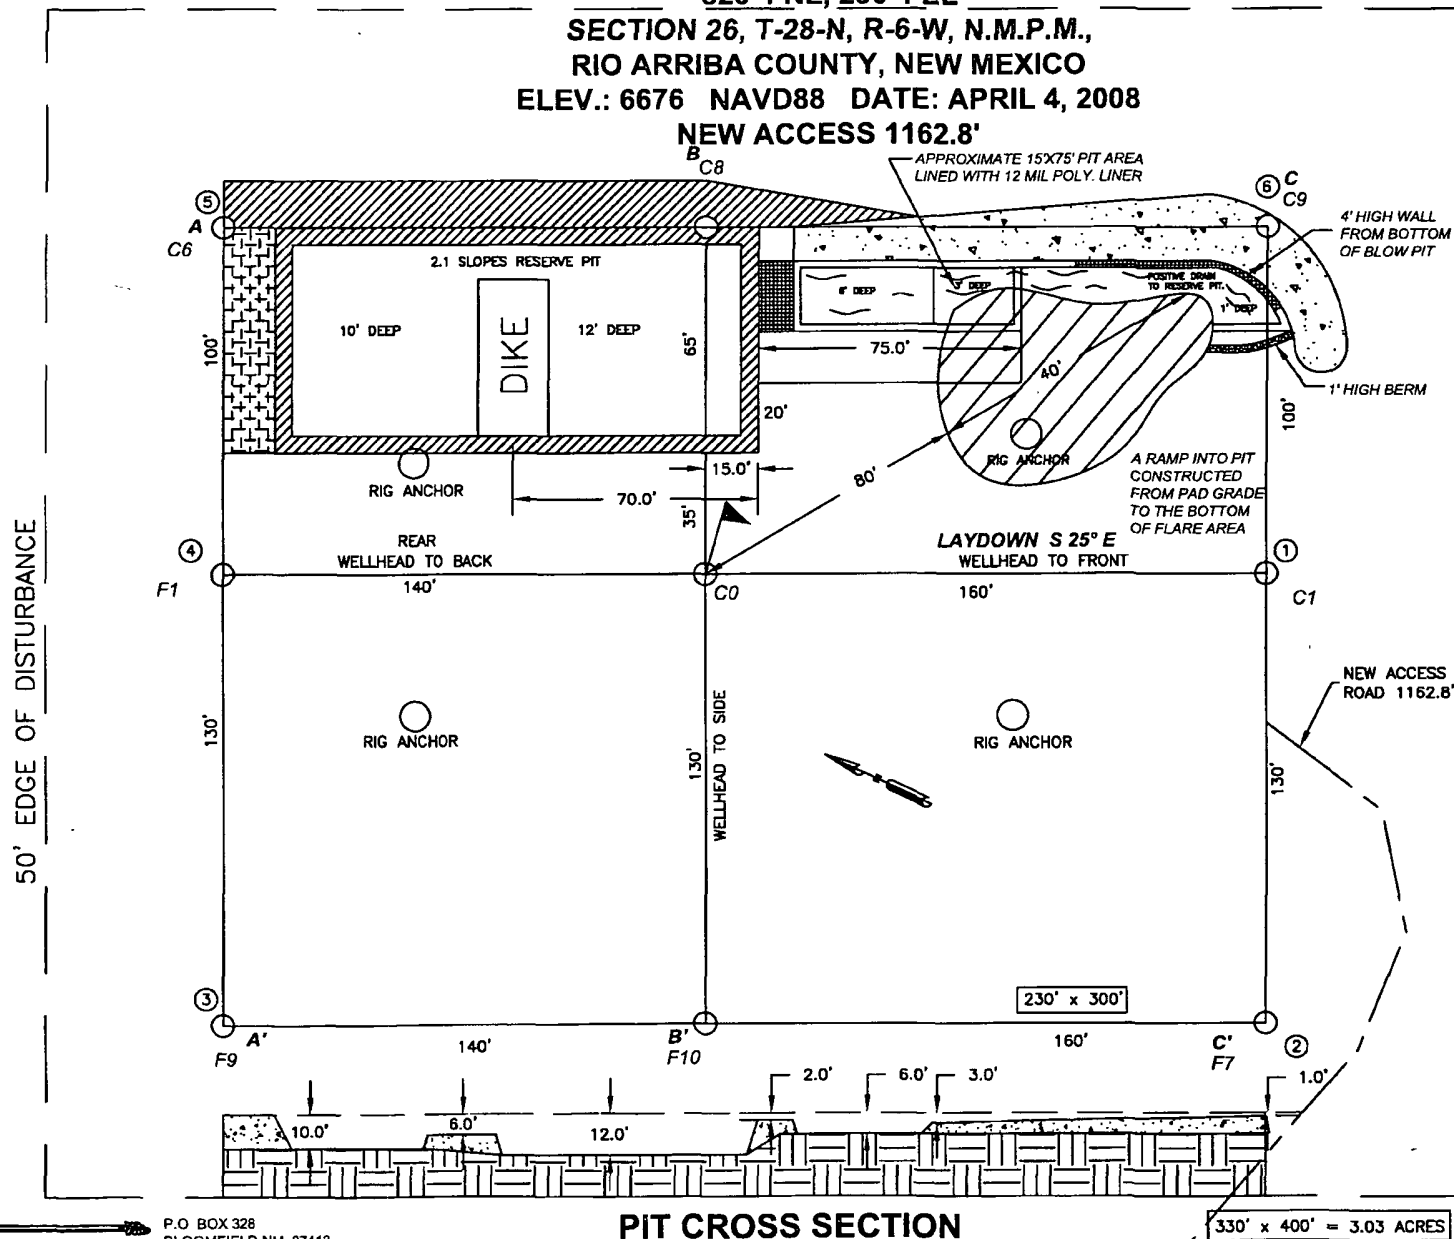 SECTION 26, T-28-N, R-6-W, N.M.P.M.,
RIO ARRIBA COUNTY, NEW MEXICO
ELEV.: 6676 NAVD88 DATE: APRIL 4, 2008
NEW ACCESS 1162.8'
B
C8
APPROXIMATE 15'X75' PIT AREA
LINED WITH 12 MIL POLY. LINER
6
C
C9
4' HIGH WALL
FROM BOTTOM
OF BLOW PIT
5
A
C6
2.1 SLOPES RESERVE PIT
10' DEEP
DIKE
12' DEEP
65'
DEEP
DEEP
POSITIVE DRAIN
TO RESERVE PIT.
1' DEEP
100'
75.0'
40'
1' HIGH BERM
100'
20'
RIG ANCHOR
15.0'
70.0'
35'
80'
RIG ANCHOR
A RAMP INTO PIT
CONSTRUCTED
FROM PAD GRADE
TO THE BOTTOM
OF FLARE AREA
REAR
WELLHEAD TO BACK
LAYDOWN S 25° E
WELLHEAD TO FRONT
4
F1
140'
C0
160'
1
C1
50' EDGE OF DISTURBANCE
NEW ACCESS
ROAD 1162.8'
RIG ANCHOR
RIG ANCHOR
130'
130'
WELLHEAD TO SIDE
130'
230' x 300'
3
A'
F9
140'
B'
F10
160'
C'
F7
2
2.0'
6.0'
3.0'
1.0'
10.0'
6.0'
12.0'
P.O BOX 328
PIT CROSS SECTION
330' x 400' = 3.03 ACRES